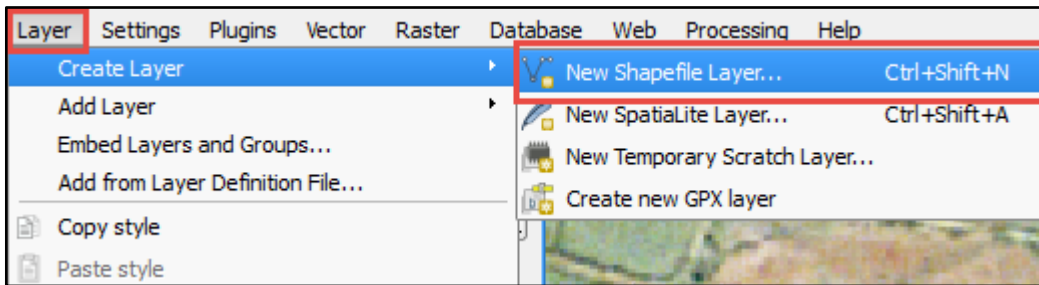 Layer Settings Plugins Vector Raster Database Web Processing Help
Create Layer
New Shapefile Layer... Ctrl+Shift+N
Add Layer
New SpatiaLite Layer... Ctrl+Shift+A
Embed Layers and Groups...
New Temporary Scratch Layer...
Add from Layer Definition File...
Create new GPX layer
Copy style
Paste style